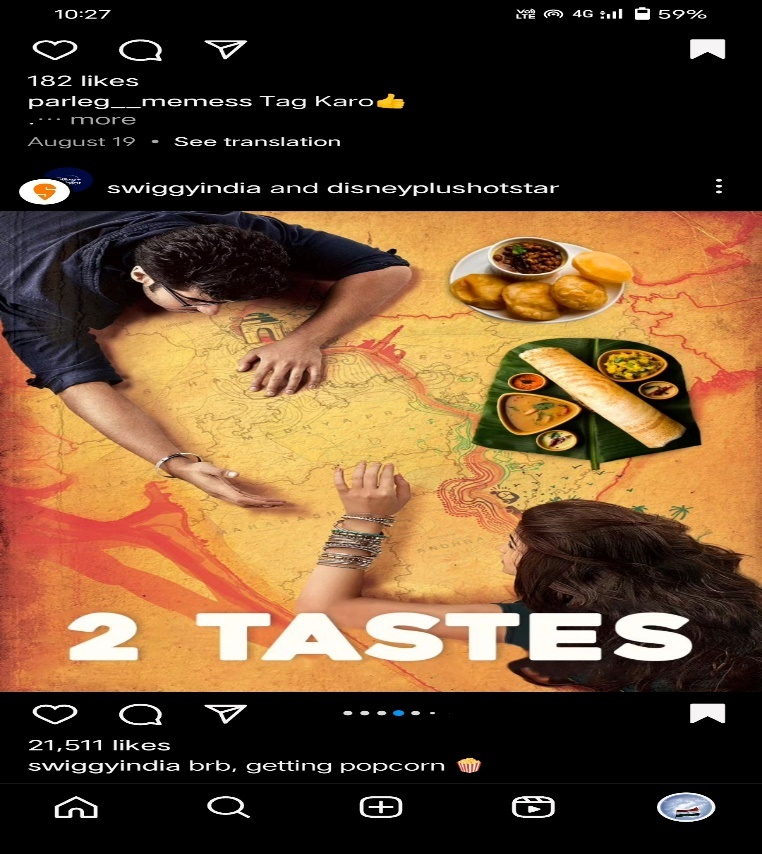 10:27
VoLTE 4G 59%
182 likes
parleg__memess Tag Karo👍
.… more
August 19 • See translation
swiggyindia and disneyplushotstar
2 TASTES
21,511 likes
swiggyindia brb, getting popcorn 🍿